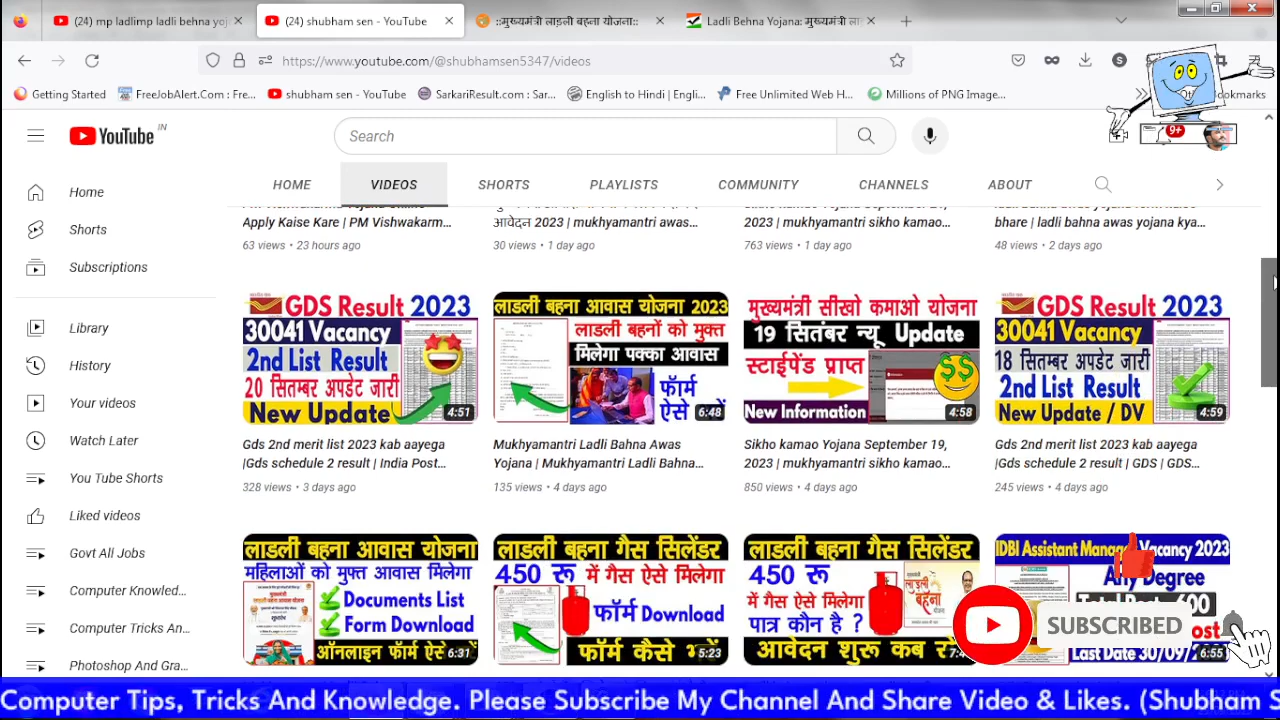 (24) mp ladlimp ladli behna yoj
(24) shubham sen - YouTube
::मुख्यमंत्री लाडली बहना योजना::
Ladli Behna Yojana: मुख्यमंत्री ला
https://www.youtube.com/@shubhamsen5347/videos
Getting Started
FreeJobAlert.Com : Fre...
shubham sen - YouTube
SarkariResult.com : Sar...
English to Hindi | Engli...
Free Unlimited Web H...
Millions of PNG Image...
YouTube IN
Search
9+
HOME
VIDEOS
SHORTS
PLAYLISTS
COMMUNITY
CHANNELS
ABOUT
Home
Shorts
Subscriptions
Library
History
Your videos
Watch Later
You Tube Shorts
Liked videos
Govt All Jobs
Computer Knowled...
Computer Tricks An...
Photoshop And Gra...
Apply Kaise Kare | PM Vishwakarm...
63 views • 23 hours ago
आवेदन 2023 | mukhyamantri awas...
30 views • 1 day ago
2023 | mukhyamantri sikho kamao...
763 views • 1 day ago
bhare | ladli bahna awas yojana kya...
48 views • 2 days ago
GDS Result 2023
30041 Vacancy
2nd List Result
20 सितम्बर अपडेट जारी
New Update
4:51
Gds 2nd merit list 2023 kab aayega
|Gds schedule 2 result | India Post...
328 views • 3 days ago
लाडली बहना आवास योजना 2023
लाडली बहनों को मुफ्त
मिलेगा पक्का आवास
फॉर्म
ऐसे
6:48
Mukhyamantri Ladli Bahna Awas
Yojana | Mukhyamantri Ladli Bahna...
135 views • 4 days ago
मुख्यमंत्री सीखो कमाओ योजना
19 सितंबर न्यू Update
स्टाईपेंड प्राप्त
New Information
4:58
Sikho kamao Yojana September 19,
2023 | mukhyamantri sikho kamao...
850 views • 4 days ago
GDS Result 2023
30041 Vacancy
18 सितम्बर अपडेट जारी
2nd List Result
New Update / DV
4:59
Gds 2nd merit list 2023 kab aayega
|Gds schedule 2 result | GDS | GDS...
245 views • 4 days ago
लाडली बहना आवास योजना
महिलाओं को मुफ्त आवास मिलेगा
Documents List
Form Download
ऑनलाइन फॉर्म ऐसे
6:31
लाडली बहना गैस सिलेंडर
450 रू में गैस ऐसे मिलेगा
फॉर्म Download
फॉर्म कैसे
5:23
लाडली बहना गैस सिलेंडर
450 रू
में गैस ऐसे मिलेगा
पात्र कौन है ?
आवेदन शुरू कब
IDBI Assistant Manager Vacancy 2023
Any Degree
Last Date 30/09/
6:55
SUBSCRIBED
Computer Tips, Tricks And Knowledge. Please Subscribe My Channel And Share Video & Likes. (Shubham S